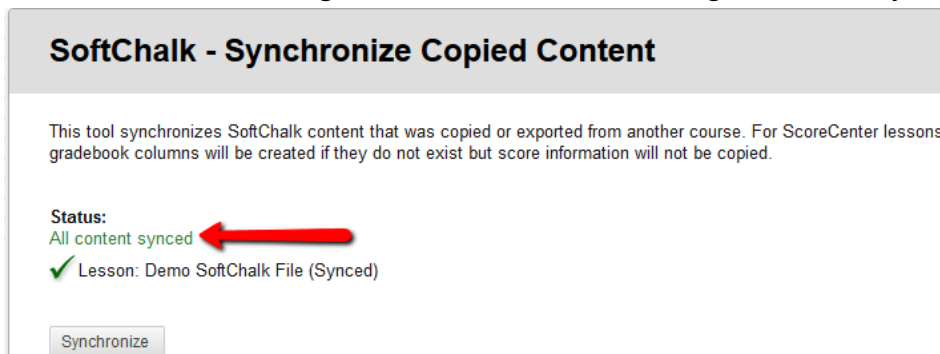 SoftChalk - Synchronize Copied Content
This tool synchronizes SoftChalk content that was copied or exported from another course. For ScoreCenter lessons
gradebook columns will be created if they do not exist but score information will not be copied.
Status:
All content synced
Lesson: Demo SoftChalk File (Synced)
Synchronize